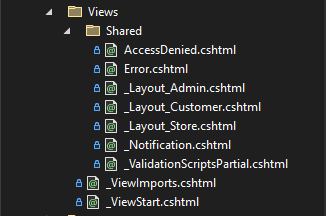 Views
Shared
AccessDenied.cshtml
Error.cshtml
_Layout_Admin.cshtml
_Layout_Customer.cshtml
_Layout_Store.cshtml
_Notification.cshtml
_ValidationScriptsPartial.cshtml
_ViewImports.cshtml
_ViewStart.cshtml